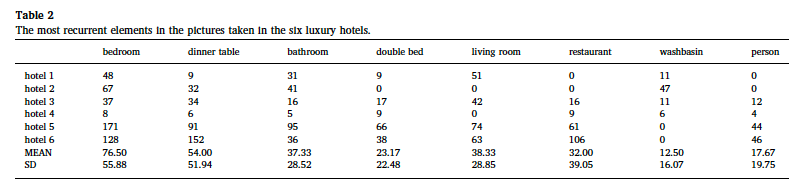 Table 2
The most recurrent elements in the pictures taken in the six luxury hotels.
bedroom dinner table bathroom double bed living room restaurant washbasin person
hotel 1 48 9 31 9 51 0 11 0
hotel 2 67 32 41 0 0 0 47 0
hotel 3 37 34 16 17 42 16 11 12
hotel 4 8 6 5 9 0 9 6 4
hotel 5 171 91 95 66 74 61 0 44
hotel 6 128 152 36 38 63 106 0 46
MEAN 76.50 54.00 37.33 23.17 38.33 32.00 12.50 17.67
SD 55.88 51.94 28.52 22.48 28.85 39.05 16.07 19.75